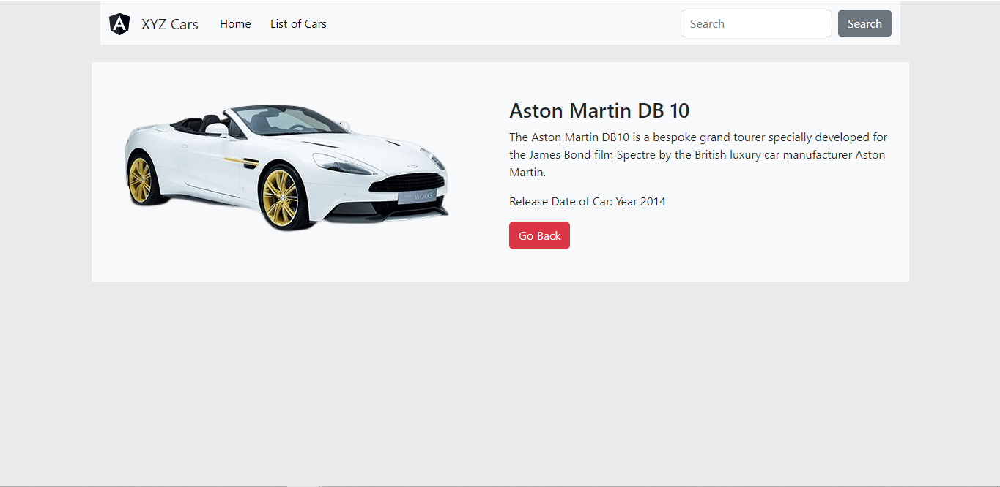 A XYZ Cars Home List of Cars Search Search
Aston Martin DB 10
The Aston Martin DB10 is a bespoke grand tourer specially developed for
the James Bond film Spectre by the British luxury car manufacturer Aston
Martin.
WORKS
Release Date of Car: Year 2014
Go Back